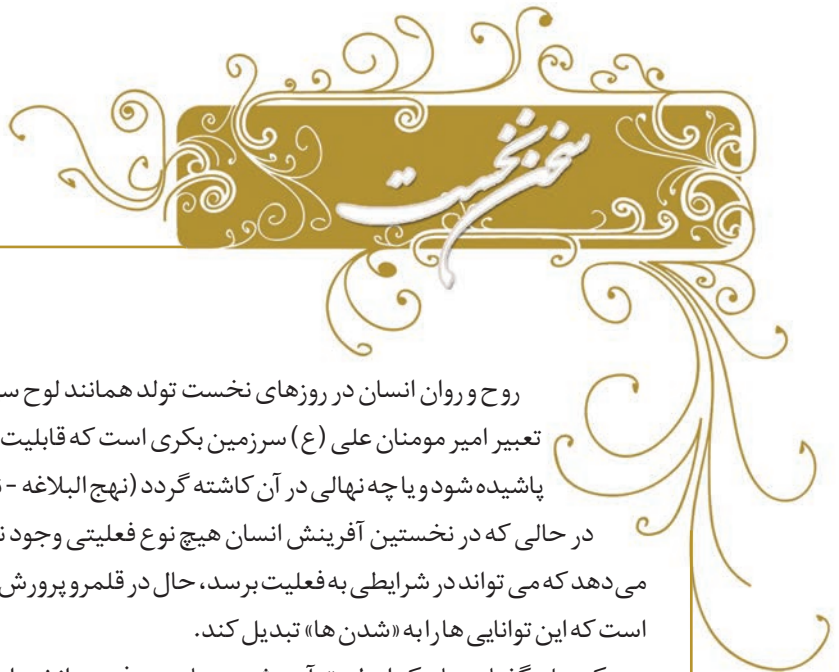 سخن نخست
روح و روان انسان در روزهای نخست تولد همانند لوح
تعبیر امیر مومنان علی (ع) سرزمین بکری است که قابلیت
پاشیده شود و یا چه نهالی در آن کاشته گردد (نهج البلاغه -
در حالی که در نخستین آفرینش انسان هیچ نوع فعلیتی وجود
می دهد که می تواند در شرایطی به فعلیت برسد، حال در قلمرو پرورش
است که این توانایی ها را به «شدن ها» تبدیل کند.